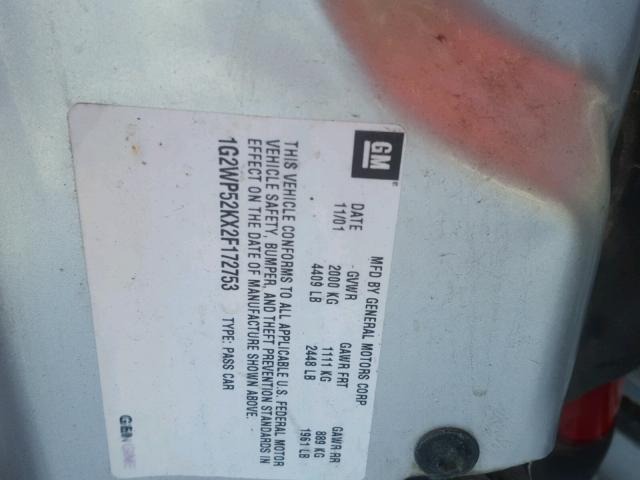 GM
MFD BY GENERAL MOTORS CORP
DATE GVWR GAWR FRT GAWR RR
11/01 2000 KG 1111 KG 889 KG
4409 LB 2448 LB 1961 LB
THIS VEHICLE CONFORMS TO ALL APPLICABLE U.S. FEDERAL MOTOR
VEHICLE SAFETY, BUMPER, AND THEFT PREVENTION STANDARDS IN
EFFECT ON THE DATE OF MANUFACTURE SHOWN ABOVE.
1G2WP52KX2F172753 TYPE: PASS CAR